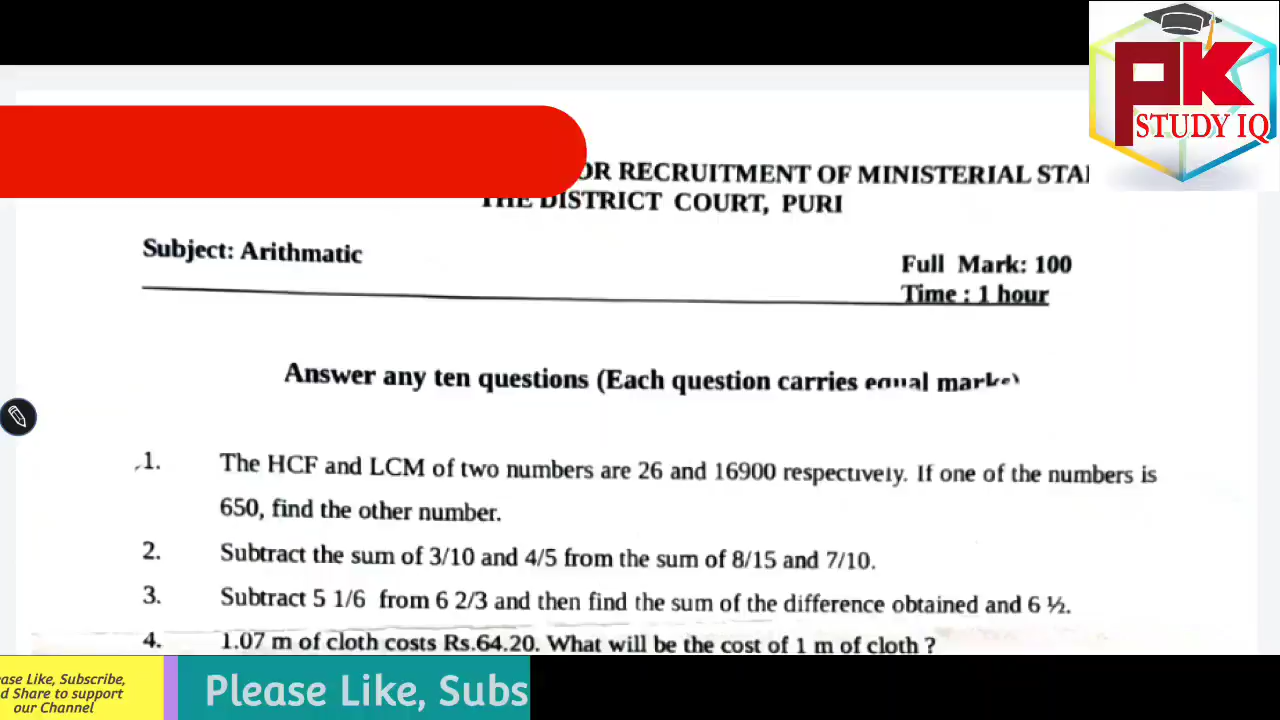 PK
STUDY IQ
OR RECRUITMENT OF MINISTERIAL STA
THE DISTRICT COURT, PURI
Subject: Arithmatic
Full Mark: 100
Time : 1 hour
Answer any ten questions (Each question carries equal marks)
1. The HCF and LCM of two numbers are 26 and 16900 respectively. If one of the numbers is
650, find the other number.
2. Subtract the sum of 3/10 and 4/5 from the sum of 8/15 and 7/10.
3. Subtract 5 1/6 from 6 2/3 and then find the sum of the difference obtained and 6 ½.
4. 1.07 m of cloth costs Rs.64.20. What will be the cost of 1 m of cloth ?
ase Like, Subscribe,
d Share to support
our Channel
Please Like, Subs